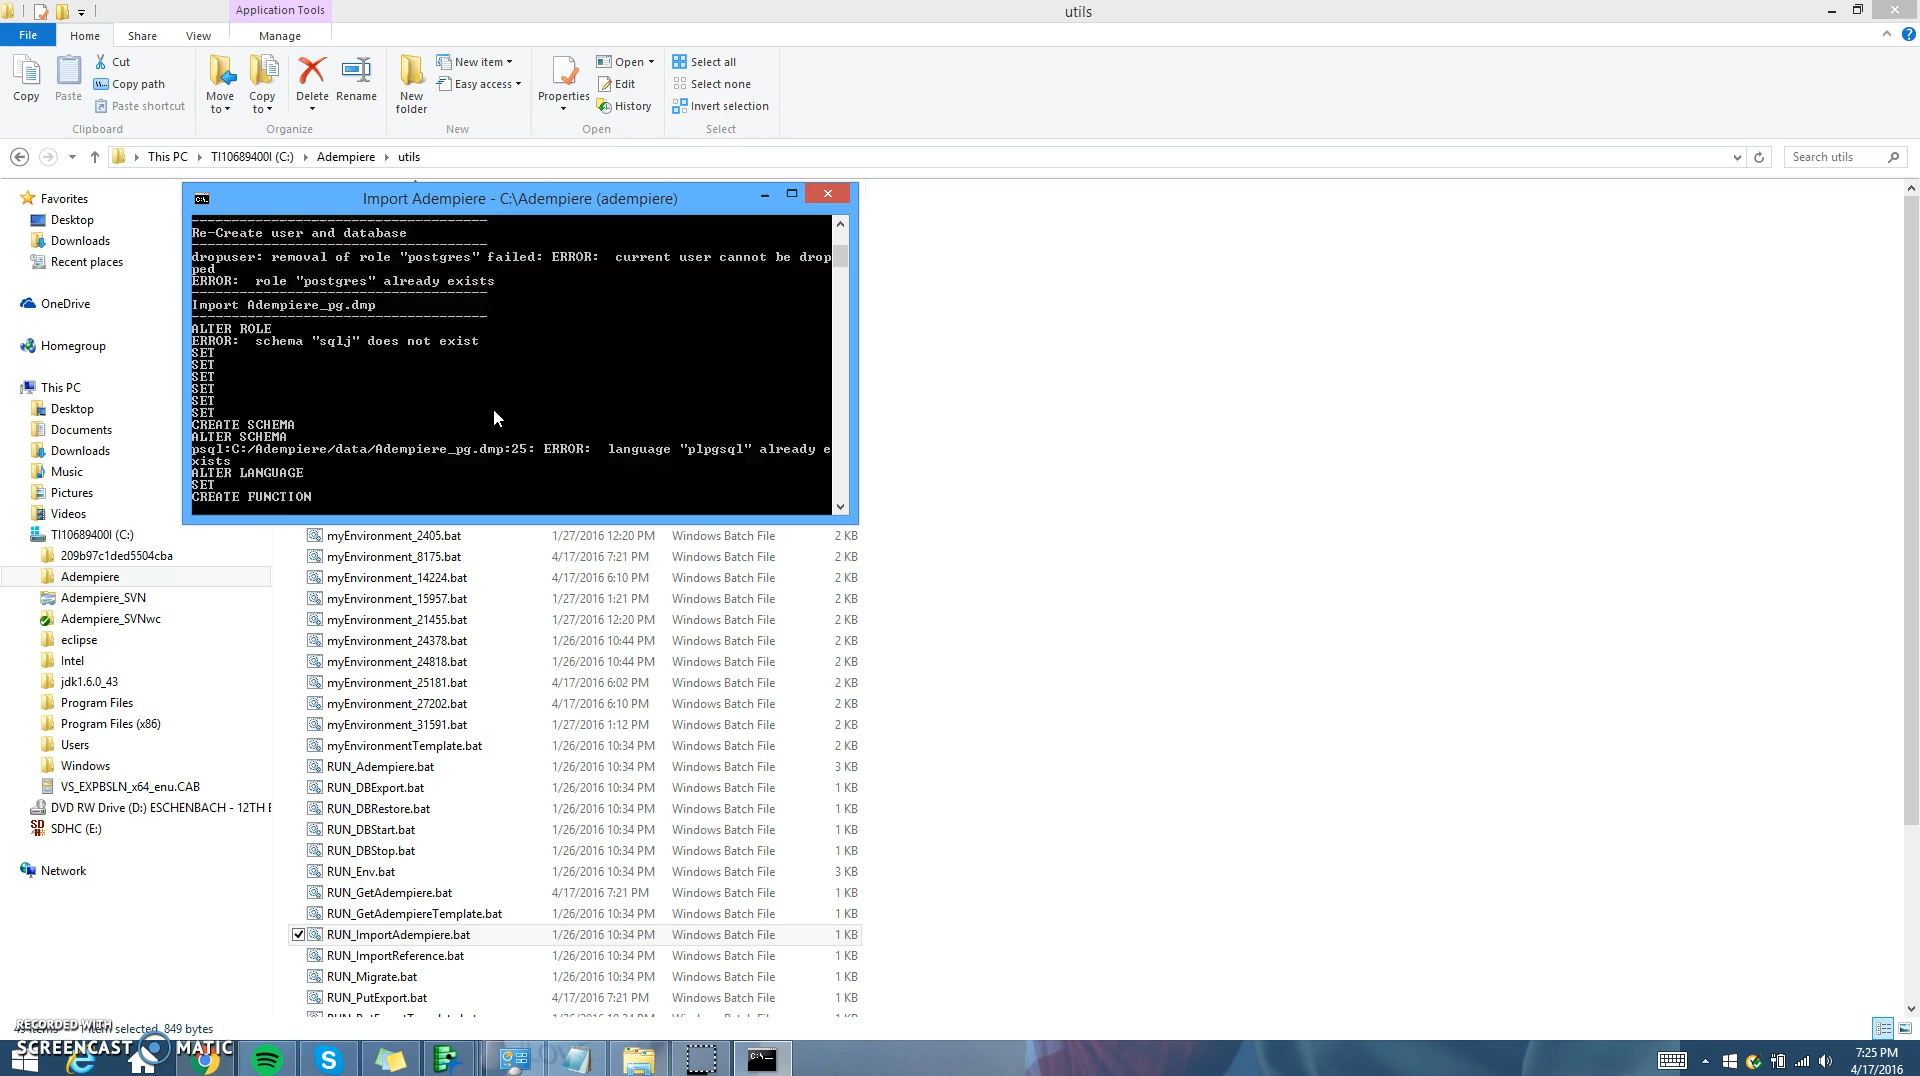 Application Tools
utils
File
Home
Share
View
Manage
Copy
Paste
Cut
Copy path
Paste shortcut
Clipboard
Move to
Copy to
Delete
Rename
Organize
New folder
New item
Easy access
New
Properties
Open
Edit
History
Open
Select all
Select none
Invert selection
Select
This PC
TI10689400I (C:)
Adempiere
utils
Search utils
Favorites
Desktop
Downloads
Recent places
OneDrive
Homegroup
This PC
Desktop
Documents
Downloads
Music
Pictures
Videos
TI10689400I (C:)
209b97c1ded5504cba
Adempiere
Adempiere_SVN
Adempiere_SVNwc
eclipse
Intel
jdk1.6.0_43
Program Files
Program Files (x86)
Users
Windows
VS_EXPBSLN_x64_enu.CAB
DVD RW Drive (D:) ESCHENBACH - 12TH E
SDHC (E:)
Network
Import Adempiere - C:\Adempiere (adempiere)
-------------------------------------
Re-Create user and database
-------------------------------------
dropuser: removal of role "postgres" failed: ERROR:  current user cannot be drop
ped
ERROR:  role "postgres" already exists
-------------------------------------
Import Adempiere_pg.dmp
-------------------------------------
ALTER ROLE
ERROR:  schema "sqlj" does not exist
SET
SET
SET
SET
SET
SET
CREATE SCHEMA
ALTER SCHEMA
psql:C:/Adempiere/data/Adempiere_pg.dmp:25: ERROR:  language "plpgsql" already e
xists
ALTER LANGUAGE
SET
CREATE FUNCTION
myEnvironment_2405.bat 1/27/2016 12:20 PM Windows Batch File 2 KB
myEnvironment_8175.bat 4/17/2016 7:21 PM Windows Batch File 2 KB
myEnvironment_14224.bat 4/17/2016 6:10 PM Windows Batch File 2 KB
myEnvironment_15957.bat 1/27/2016 1:21 PM Windows Batch File 2 KB
myEnvironment_21455.bat 1/27/2016 12:20 PM Windows Batch File 2 KB
myEnvironment_24378.bat 1/26/2016 10:44 PM Windows Batch File 2 KB
myEnvironment_24818.bat 1/26/2016 10:44 PM Windows Batch File 2 KB
myEnvironment_25181.bat 4/17/2016 6:02 PM Windows Batch File 2 KB
myEnvironment_27202.bat 4/17/2016 6:10 PM Windows Batch File 2 KB
myEnvironment_31591.bat 1/27/2016 1:12 PM Windows Batch File 2 KB
myEnvironmentTemplate.bat 1/26/2016 10:34 PM Windows Batch File 2 KB
RUN_Adempiere.bat 1/26/2016 10:34 PM Windows Batch File 3 KB
RUN_DBExport.bat 1/26/2016 10:34 PM Windows Batch File 1 KB
RUN_DBRestore.bat 1/26/2016 10:34 PM Windows Batch File 1 KB
RUN_DBStart.bat 1/26/2016 10:34 PM Windows Batch File 1 KB
RUN_DBStop.bat 1/26/2016 10:34 PM Windows Batch File 1 KB
RUN_Env.bat 1/26/2016 10:34 PM Windows Batch File 3 KB
RUN_GetAdempiere.bat 4/17/2016 7:21 PM Windows Batch File 1 KB
RUN_GetAdempiereTemplate.bat 1/26/2016 10:34 PM Windows Batch File 1 KB
RUN_ImportAdempiere.bat 1/26/2016 10:34 PM Windows Batch File 1 KB
RUN_ImportReference.bat 1/26/2016 10:34 PM Windows Batch File 1 KB
RUN_Migrate.bat 1/26/2016 10:34 PM Windows Batch File 1 KB
RUN_PutExport.bat 4/17/2016 7:21 PM Windows Batch File 1 KB
item selected, 849 bytes
RECORDED WITH
SCREENCAST MATIC
7:25 PM
4/17/2016